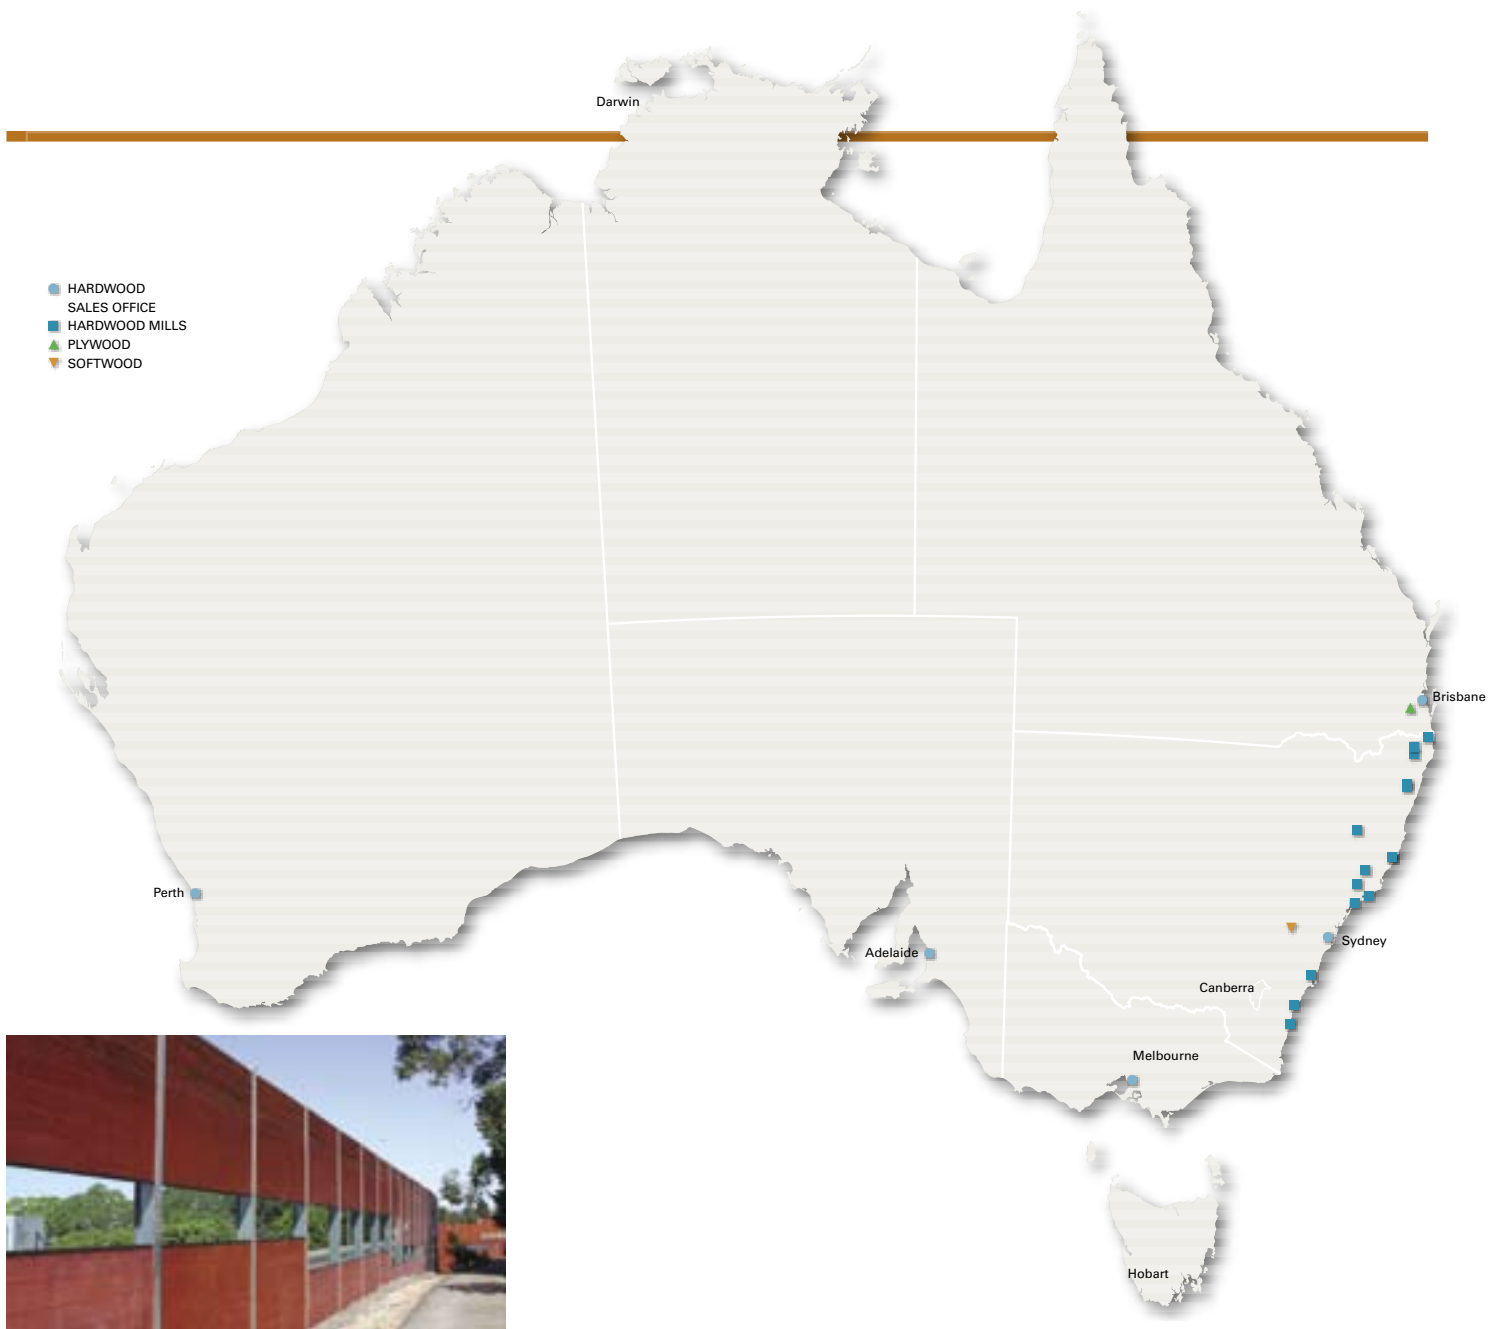 Darwin
HARDWOOD
SALES OFFICE
HARDWOOD MILLS
PLYWOOD
SOFTWOOD
Brisbane
Perth
Sydney
Adelaide
Canberra
Melbourne
Hobart